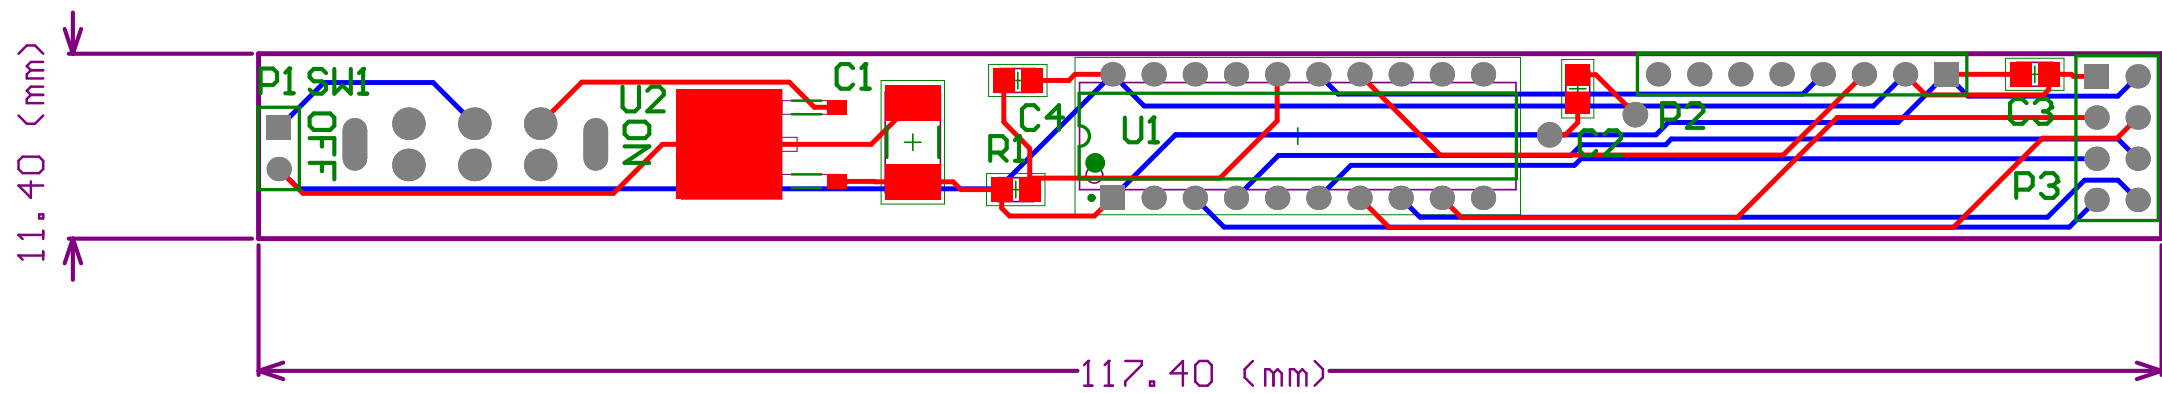 11.40 (mm)
P1
SW1
OFF
ON
U2
C1
C4
R1
U1
C2
P2
C3
P3
117.40 (mm)